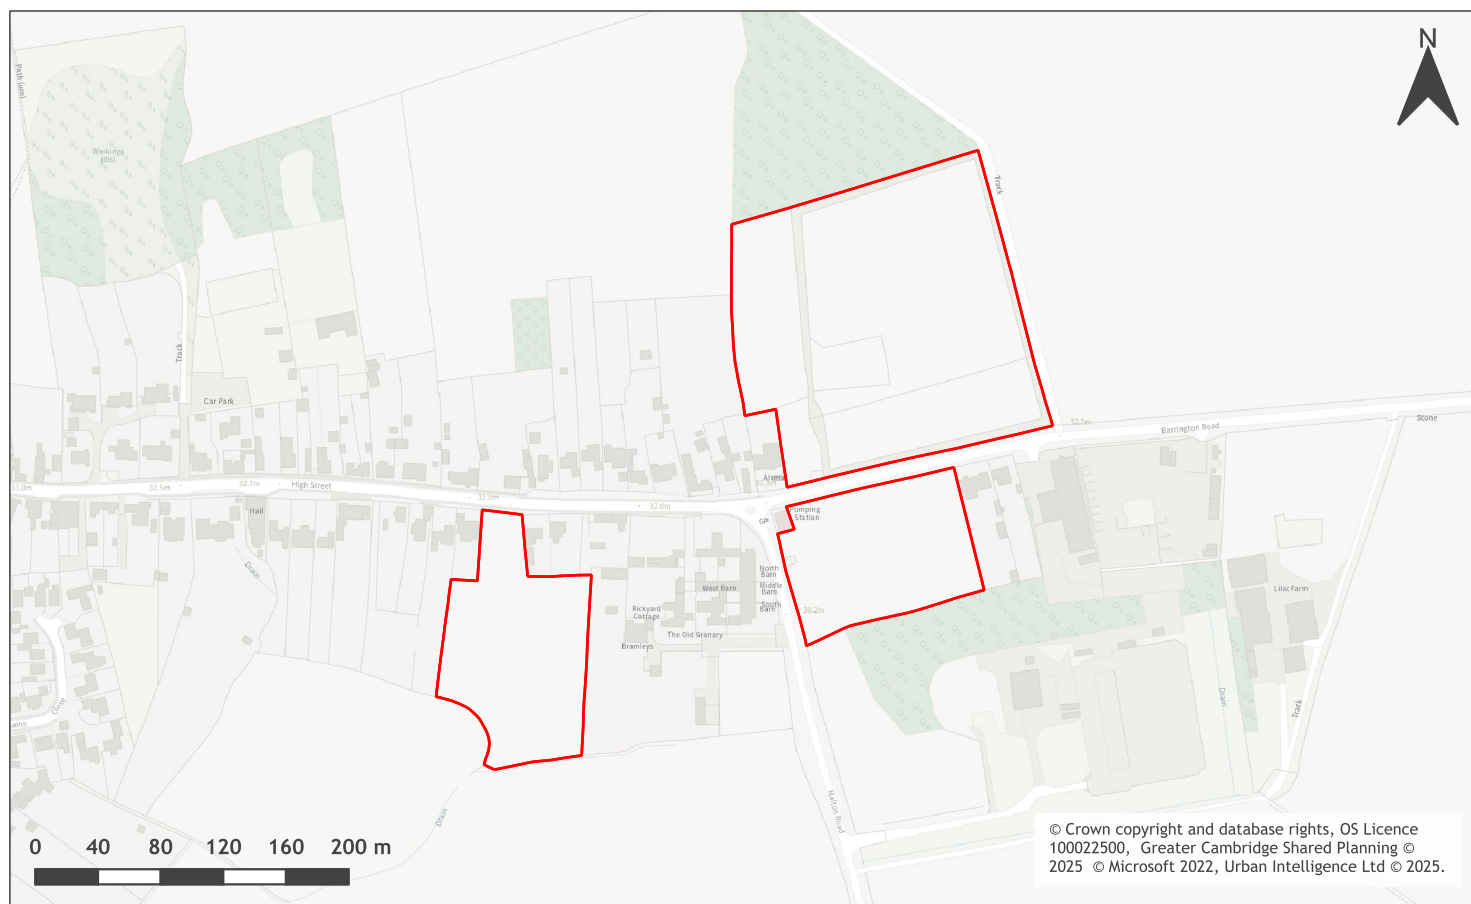 N
Path (um)
Workings
(dis)
Track
Track
Car Park
32.2m
Barrington Road
Stone
33.0m
33.5m
32.7m
High Street
32.0m
32.0m
Hall
GP
Pumping
Station
Drain
North
Barn
Middle
Barn
South
Barn
West Barn
30.2m
Rickyard
Cottage
The Old Granary
Bramleys
Lilac Farm
Close
Drain
Track
Malton Road
Drain
0 40 80 120 160 200 m
© Crown copyright and database rights, OS Licence
100022500, Greater Cambridge Shared Planning ©
2025 © Microsoft 2022, Urban Intelligence Ltd © 2025.